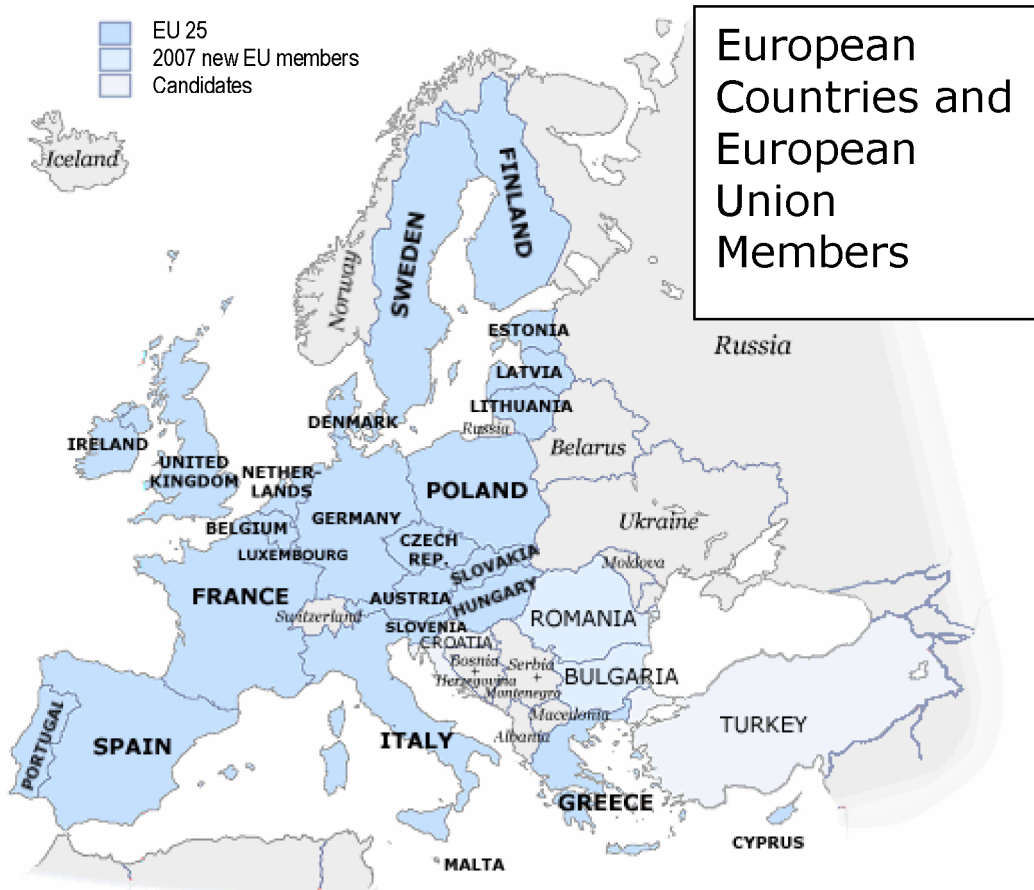 EU 25
2007 new EU members
Candidates
European
Countries and
European
Union
Members
Iceland
FINLAND
SWEDEN
Norway
Russia
ESTONIA
LATVIA
LITHUANIA
Russia
DENMARK
Belarus
IRELAND
UNITED
KINGDOM
NETHER-
LANDS
POLAND
GERMANY
Ukraine
BELGIUM
LUXEMBOURG
CZECH
REP.
SLOVAKIA
Moldova
FRANCE
AUSTRIA
HUNGARY
Switzerland
SLOVENIA
ROMANIA
CROATIA
Bosnia
+
Herzegovina
Serbia
+
Montenegro
BULGARIA
Macedonia
Albania
TURKEY
PORTUGAL
SPAIN
ITALY
GREECE
CYPRUS
MALTA